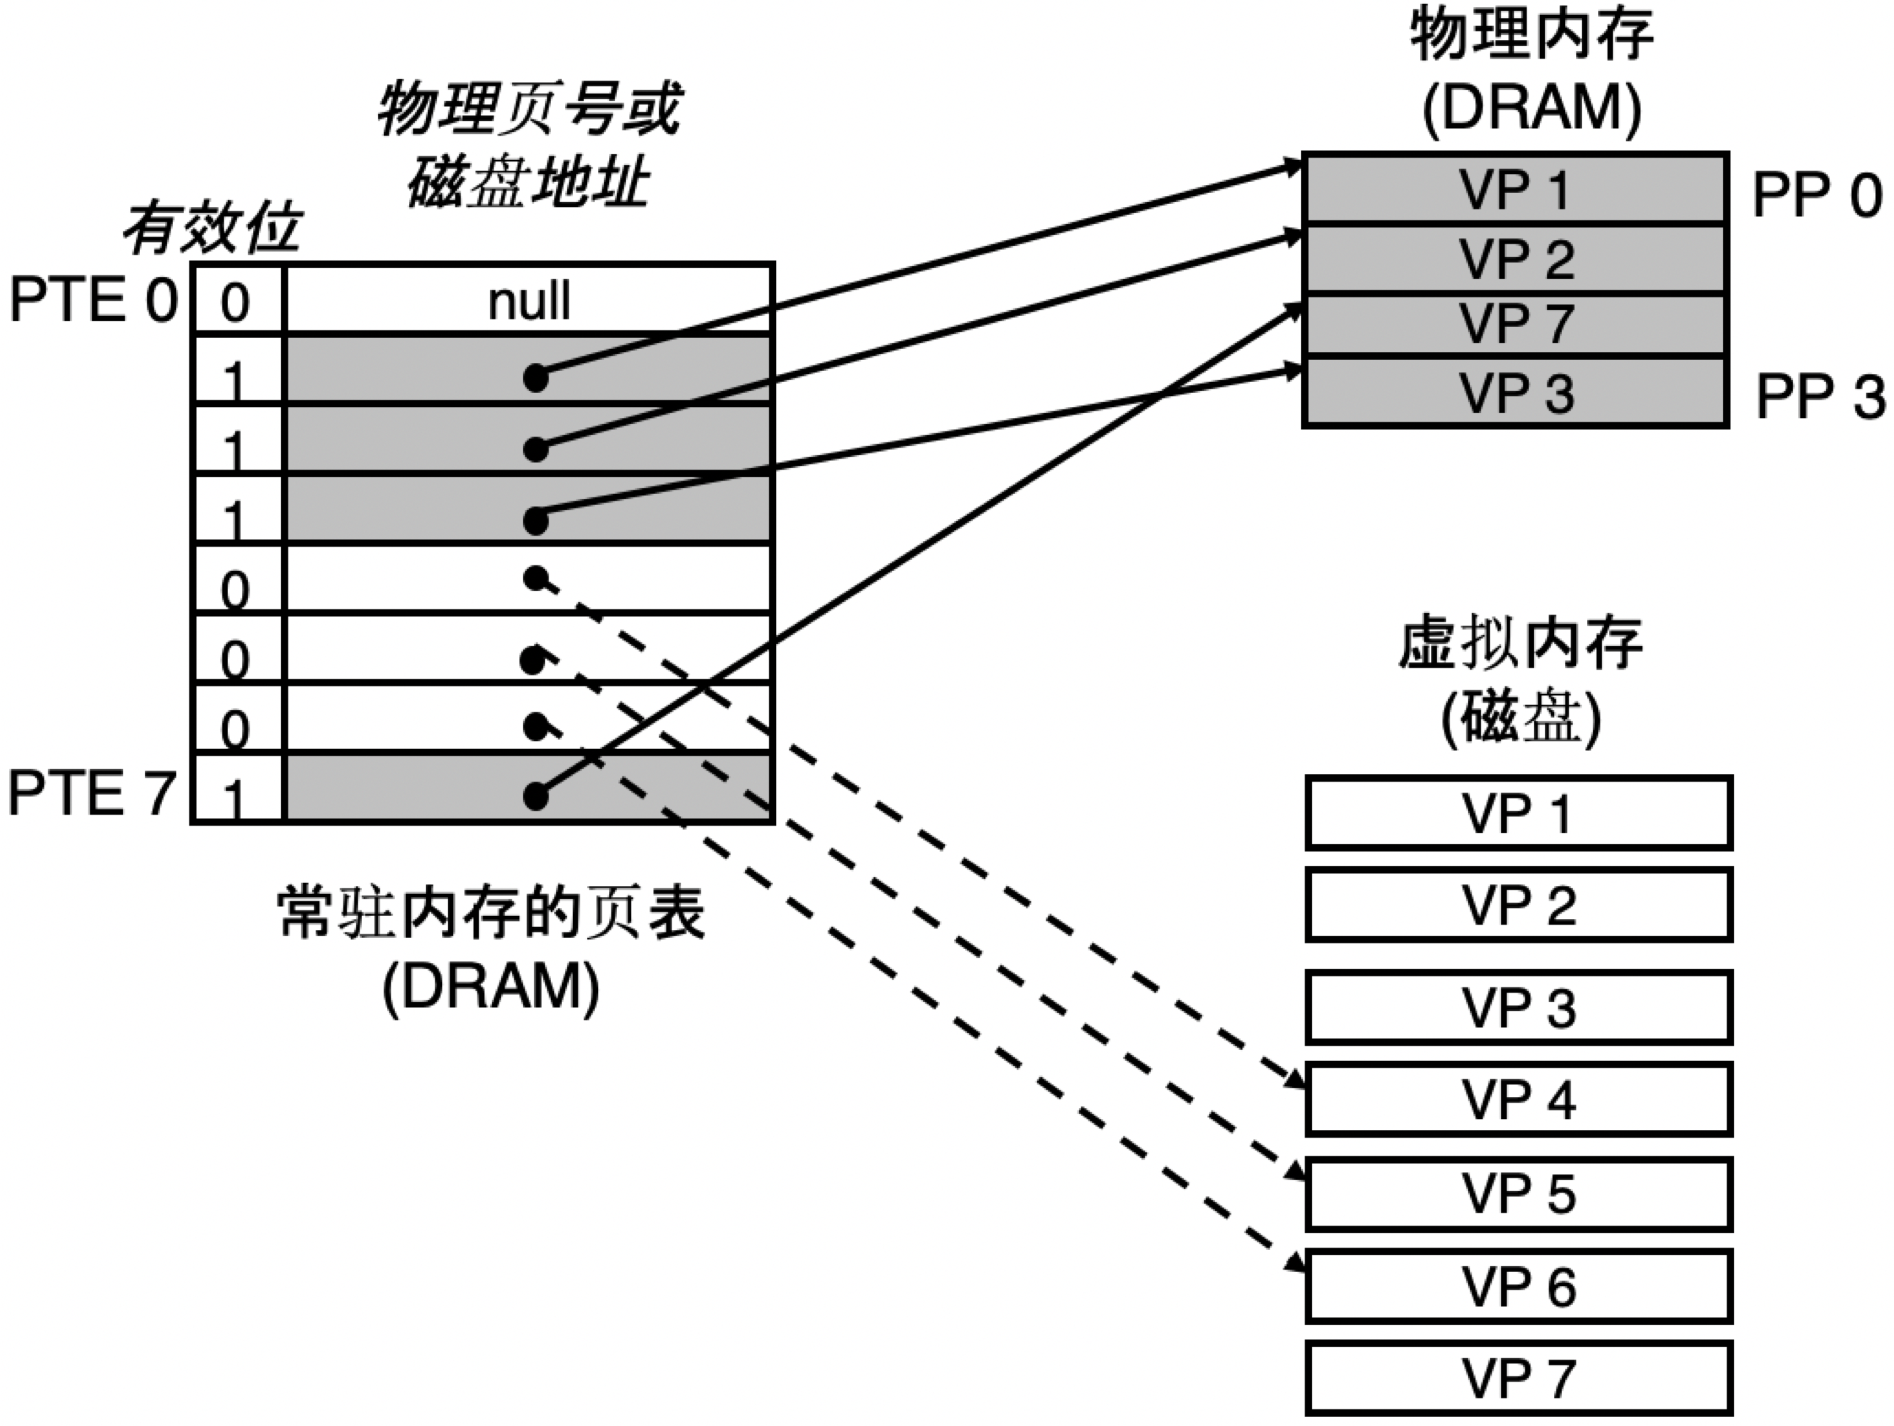 物理页号或
磁盘地址
有效位
PTE 0
0
null
1
1
1
0
0
0
PTE 7
1
常驻内存的页表
(DRAM)
物理内存
(DRAM)
VP 1
PP 0
VP 2
VP 7
VP 3
PP 3
虚拟内存
(磁盘)
VP 1
VP 2
VP 3
VP 4
VP 5
VP 6
VP 7